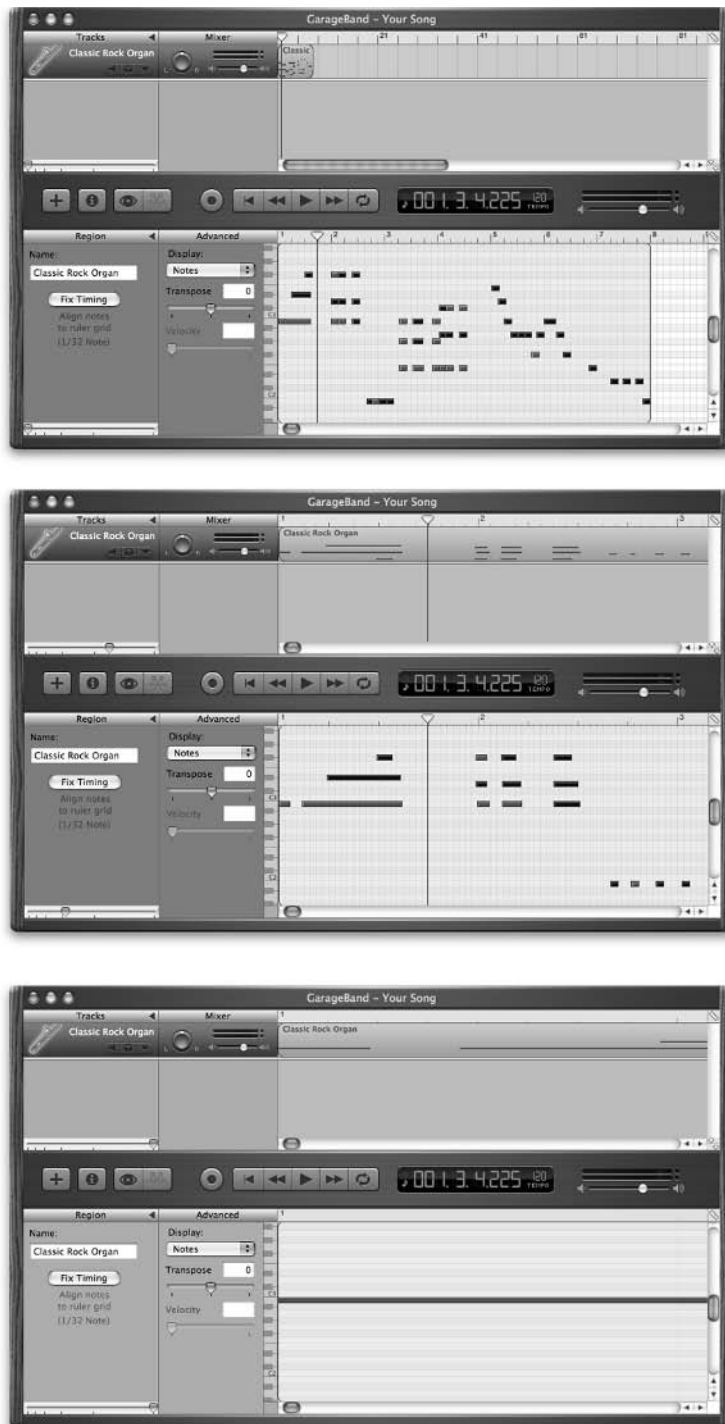 GarageBand – Your Song
Tracks Mixer 21 41 61 81
Classic Rock Organ Classic
001. 3. 4.225 120
TEMPO
Region Advanced 1 2 3 4 5 6 7 8
Name: Display:
Classic Rock Organ Notes
Fix Timing Transpose 0
Align notes
to ruler grid Velocity
(1/32 Note)
C3
C2
GarageBand – Your Song
Tracks Mixer 1 2 3
Classic Rock Organ Classic Rock Organ
001. 3. 4.225 120
TEMPO
Region Advanced 1 2 3
Name: Display:
Classic Rock Organ Notes
Fix Timing Transpose 0
Align notes
to ruler grid Velocity
(1/32 Note)
C3
C2
GarageBand – Your Song
Tracks Mixer 1
Classic Rock Organ Classic Rock Organ
001. 3. 4.225 120
TEMPO
Region Advanced 1
Name: Display:
Classic Rock Organ Notes
Fix Timing Transpose 0
Align notes
to ruler grid Velocity
(1/32 Note)
C3
C2